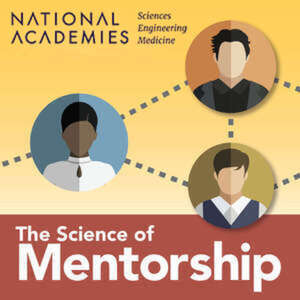 NATIONAL
ACADEMIES
Sciences
Engineering
Medicine
The Science of
Mentorship